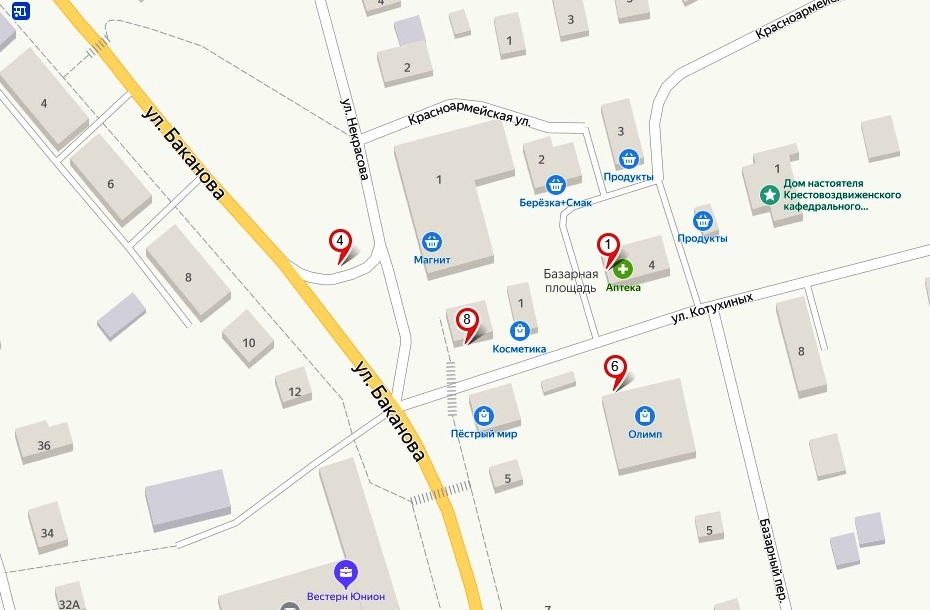 4
3
3
1
2
Красноармейская
4
ул. Баканова
ул. Некрасова
Красноармейская ул.
3
2
1
6
Продукты
Берёзка+Смак
1
Дом настоятеля
Крестовоздвиженского
кафедрального...
Продукты
4
Магнит
1
4
Базарная
площадь
Аптека
8
ул. Котухиных
1
8
Косметика
10
8
6
ул. Баканова
12
Пёстрый мир
Олимп
36
5
34
5
Базарный пер.
Вестерн Юнион
32А
7